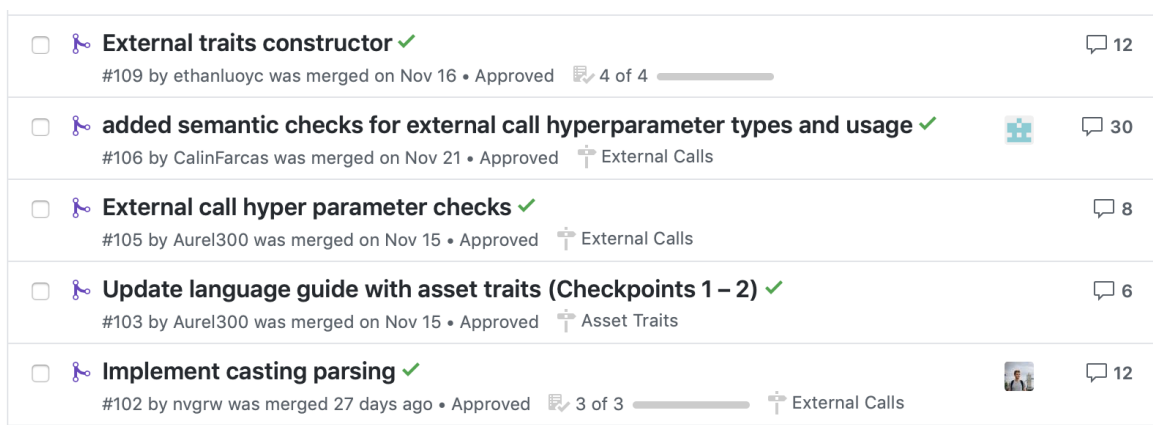 External traits constructor
12
#109 by ethanluoyc was merged on Nov 16 • Approved 4 of 4
added semantic checks for external call hyperparameter types and usage
30
#106 by CalinFarcas was merged on Nov 21 • Approved External Calls
External call hyper parameter checks
8
#105 by Aurel300 was merged on Nov 15 • Approved External Calls
Update language guide with asset traits (Checkpoints 1 – 2)
6
#103 by Aurel300 was merged on Nov 15 • Approved Asset Traits
Implement casting parsing
12
#102 by nvgrw was merged 27 days ago • Approved 3 of 3 External Calls